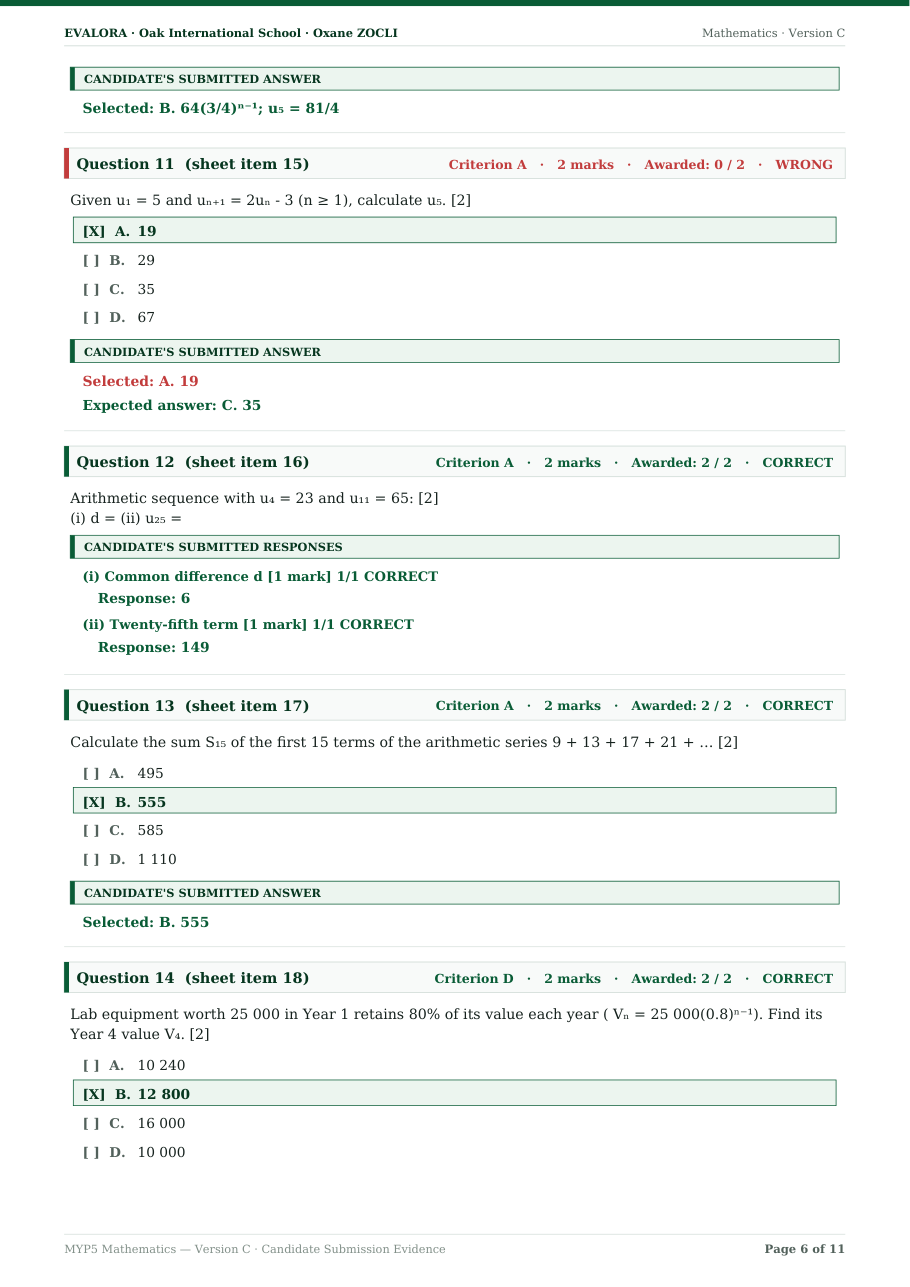 EVALORA · Oak International School · Oxane ZOCLI
Mathematics · Version C
CANDIDATE'S SUBMITTED ANSWER
Selected: B. 64(3/4)ⁿ⁻¹; u₅ = 81/4
Question 11 (sheet item 15)
Criterion A · 2 marks · Awarded: 0 / 2 · WRONG
Given u₁ = 5 and uₙ₊₁ = 2uₙ - 3 (n ≥ 1), calculate u₅. [2]
[X] A. 19
[ ] B. 29
[ ] C. 35
[ ] D. 67
CANDIDATE'S SUBMITTED ANSWER
Selected: A. 19
Expected answer: C. 35
Question 12 (sheet item 16)
Criterion A · 2 marks · Awarded: 2 / 2 · CORRECT
Arithmetic sequence with u₄ = 23 and u₁₁ = 65: [2]
(i) d = (ii) u₂₅ =
CANDIDATE'S SUBMITTED RESPONSES
(i) Common difference d [1 mark] 1/1 CORRECT
Response: 6
(ii) Twenty-fifth term [1 mark] 1/1 CORRECT
Response: 149
Question 13 (sheet item 17)
Criterion A · 2 marks · Awarded: 2 / 2 · CORRECT
Calculate the sum S₁₅ of the first 15 terms of the arithmetic series 9 + 13 + 17 + 21 + … [2]
[ ] A. 495
[X] B. 555
[ ] C. 585
[ ] D. 1 110
CANDIDATE'S SUBMITTED ANSWER
Selected: B. 555
Question 14 (sheet item 18)
Criterion D · 2 marks · Awarded: 2 / 2 · CORRECT
Lab equipment worth 25 000 in Year 1 retains 80% of its value each year ( Vₙ = 25 000(0.8)ⁿ⁻¹). Find its
Year 4 value V₄. [2]
[ ] A. 10 240
[X] B. 12 800
[ ] C. 16 000
[ ] D. 10 000
MYP5 Mathematics — Version C · Candidate Submission Evidence
Page 6 of 11